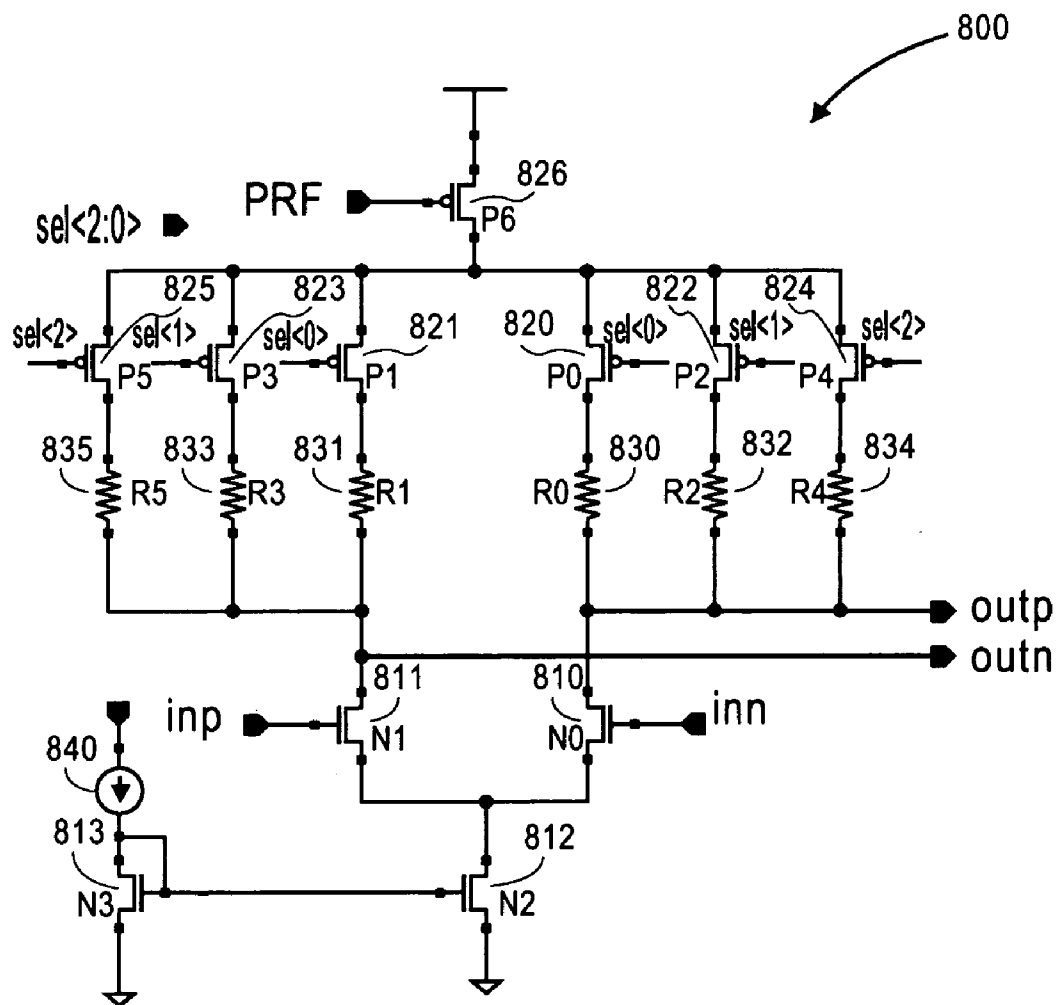 800
826
PRF
P6
sel<2:0>
825 823 821 820 822 824
sel<2> sel<1> sel<0> sel<0> sel<1> sel<2>
P5 P3 P1 P0 P2 P4
835 833 831 830 832 834
R5 R3 R1 R0 R2 R4
outp
outn
811 810
inp inn
N1 N0
840
813 812
N3 N2